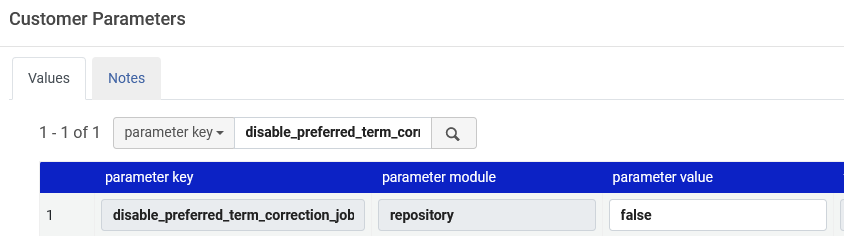 Customer Parameters
Values Notes
1 - 1 of 1 parameter key disable_preferred_term_cor
parameter key parameter module parameter value
1 disable_preferred_term_correction_job repository false